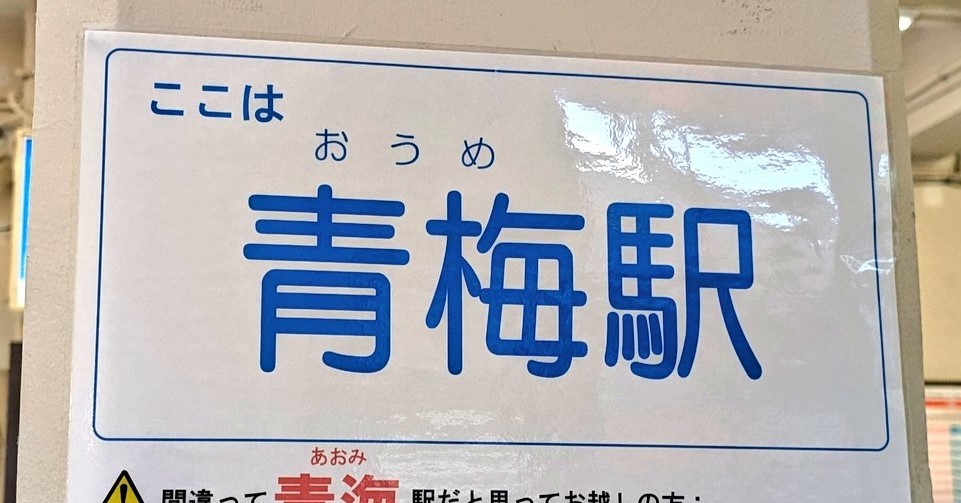 ここは
おうめ
青梅駅
あおみ
間違って青海駅だと思ってお越しの方：